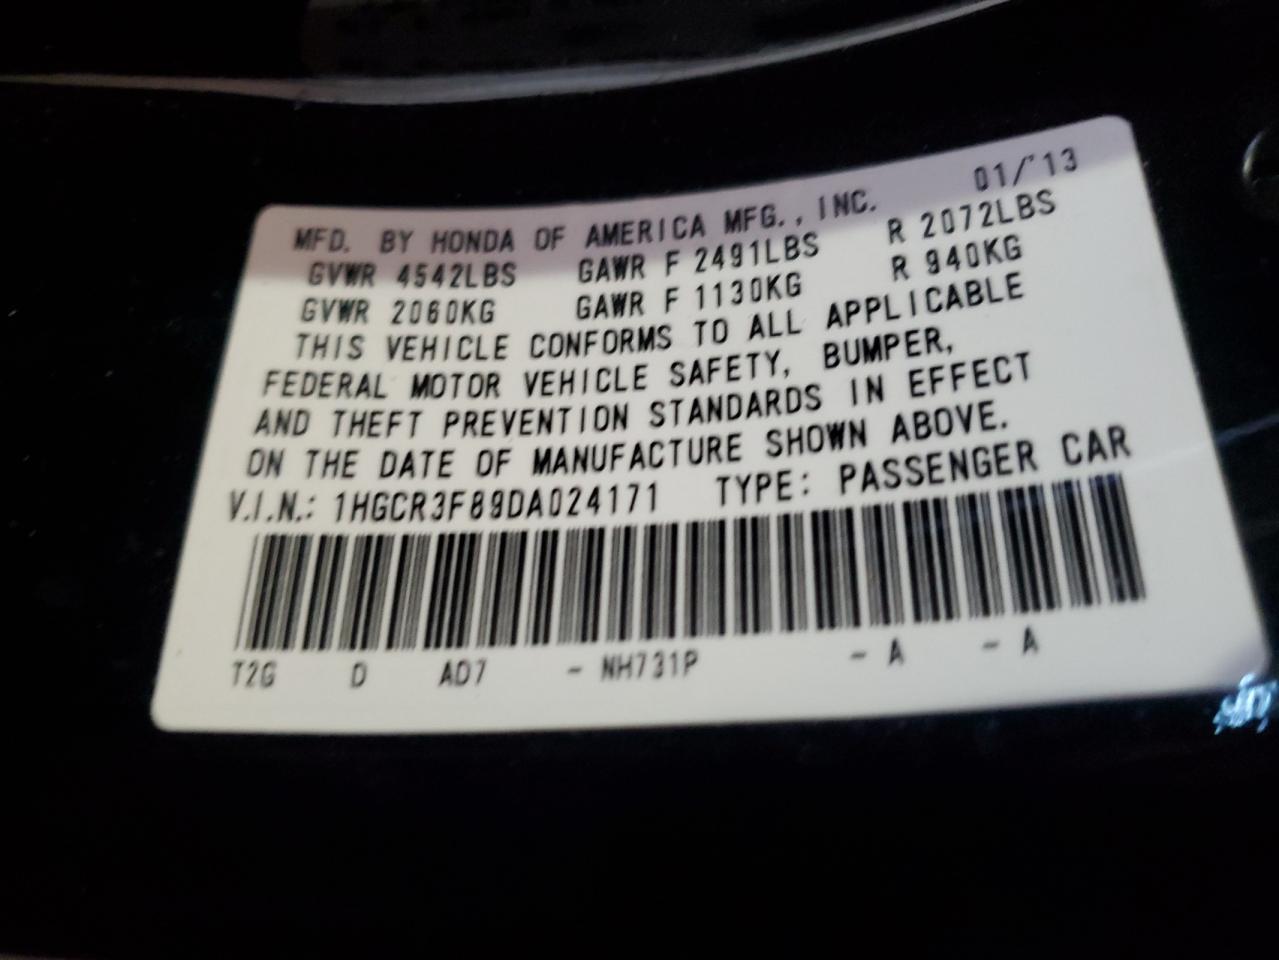 01/'13
MFD. BY HONDA OF AMERICA MFG., INC.
GVWR 4542LBS GAWR F 2491LBS R 2072LBS
GVWR 2060KG GAWR F 1130KG R 940KG
THIS VEHICLE CONFORMS TO ALL APPLICABLE
FEDERAL MOTOR VEHICLE SAFETY, BUMPER,
AND THEFT PREVENTION STANDARDS IN EFFECT
ON THE DATE OF MANUFACTURE SHOWN ABOVE.
V.I.N.: 1HGCR3F89DA024171 TYPE: PASSENGER CAR
T2G D AD7 - NH731P - A - A